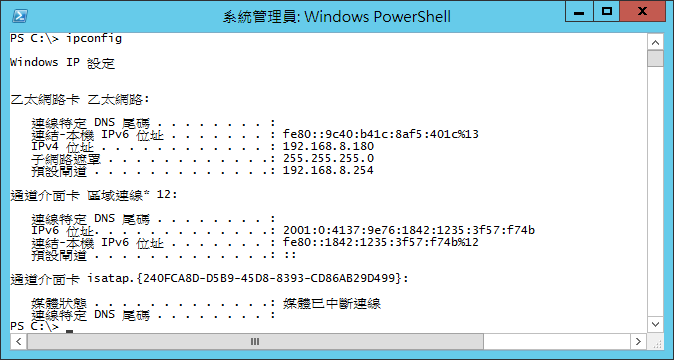 系統管理員: Windows PowerShell
PS C:\> ipconfig
Windows IP 設定
乙太網路卡 乙太網路:
連線特定 DNS 尾碼 . . . . . . . . :
連結-本機 IPv6 位址 . . . . . . . : fe80::9c40:b41c:8af5:401c%13
IPv4 位址 . . . . . . . . . . . . : 192.168.8.180
子網路遮罩 . . . . . . . . . . . .: 255.255.255.0
預設閘道 . . . . . . . . . . . . .: 192.168.8.254
通道介面卡 區域連線* 12:
連線特定 DNS 尾碼 . . . . . . . . :
IPv6 位址. . . . . . . . . . . . .: 2001:0:4137:9e76:1842:1235:3f57:f74b
連結-本機 IPv6 位址 . . . . . . . : fe80::1842:1235:3f57:f74b%12
預設閘道 . . . . . . . . . . . . .: ::
通道介面卡 isatap.{240FCA8D-D5B9-45D8-8393-CD86AB29D499}:
媒體狀態 . . . . . . . . . . . . .: 媒體已中斷連線
連線特定 DNS 尾碼 . . . . . . . . :
PS C:\> _